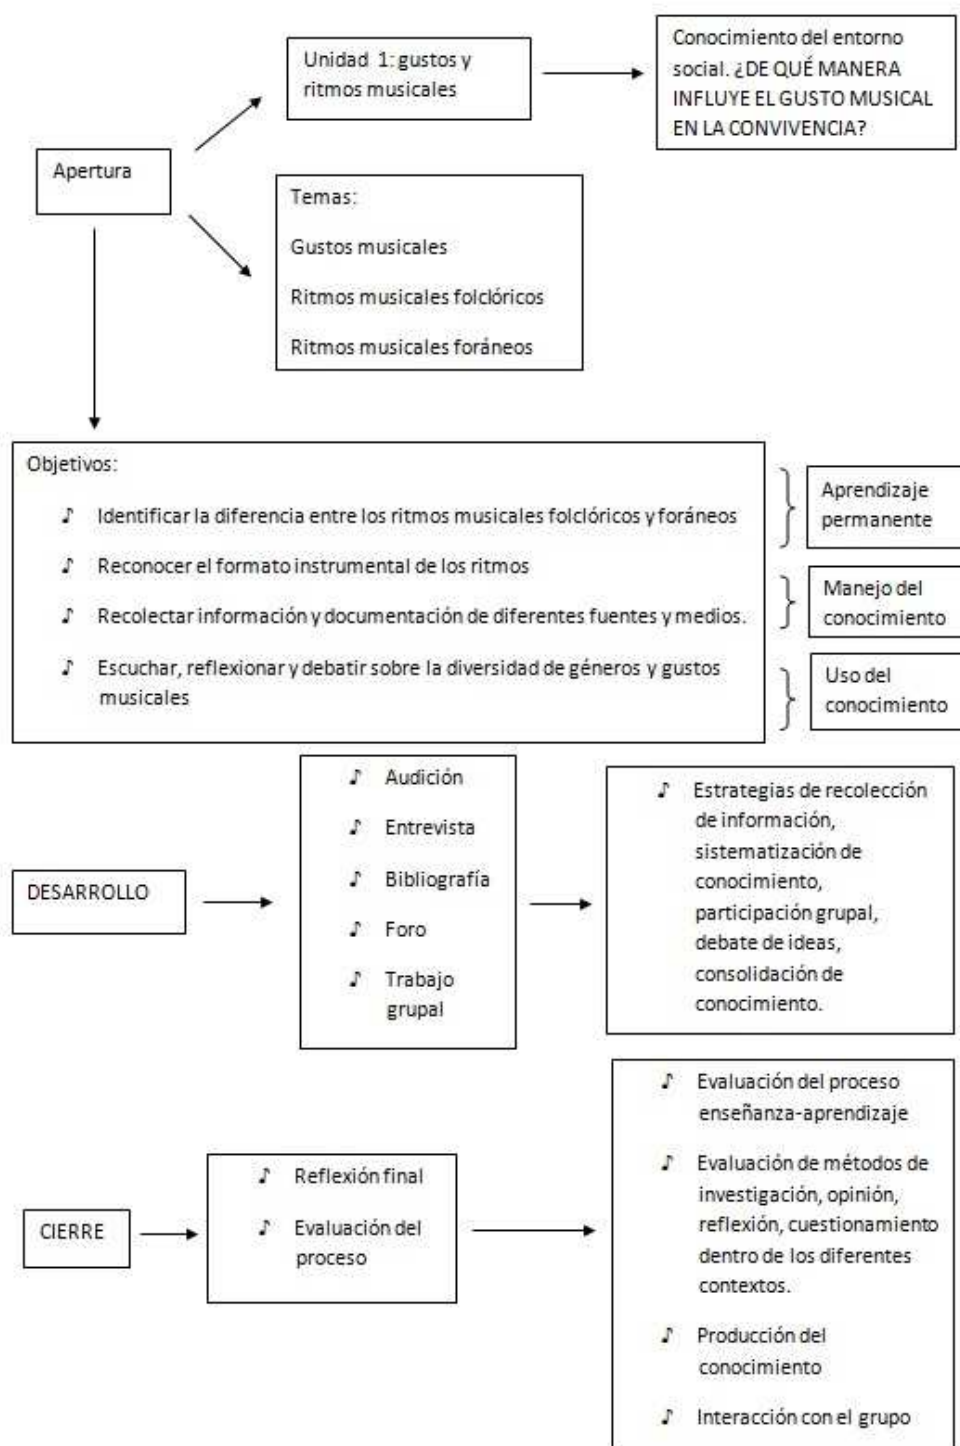 Apertura
Unidad 1: gustos y
ritmos musicales
Conocimiento del entorno
social. ¿DE QUÉ MANERA
INFLUYE EL GUSTO MUSICAL
EN LA CONVIVENCIA?
Temas:
Gustos musicales
Ritmos musicales folclóricos
Ritmos musicales foráneos
Objetivos:
♪ Identificar la diferencia entre los ritmos musicales folclóricos y foráneos
♪ Reconocer el formato instrumental de los ritmos
♪ Recolectar información y documentación de diferentes fuentes y medios.
♪ Escuchar, reflexionar y debatir sobre la diversidad de géneros y gustos
musicales
Aprendizaje
permanente
Manejo del
conocimiento
Uso del
conocimiento
DESARROLLO
♪ Audición
♪ Entrevista
♪ Bibliografía
♪ Foro
♪ Trabajo
grupal
♪ Estrategias de recolección
de información,
sistematización de
conocimiento,
participación grupal,
debate de ideas,
consolidación de
conocimiento.
CIERRE
♪ Reflexión final
♪ Evaluación del
proceso
♪ Evaluación del proceso
enseñanza-aprendizaje
♪ Evaluación de métodos de
investigación, opinión,
reflexión, cuestionamiento
dentro de los diferentes
contextos.
♪ Producción del
conocimiento
♪ Interacción con el grupo